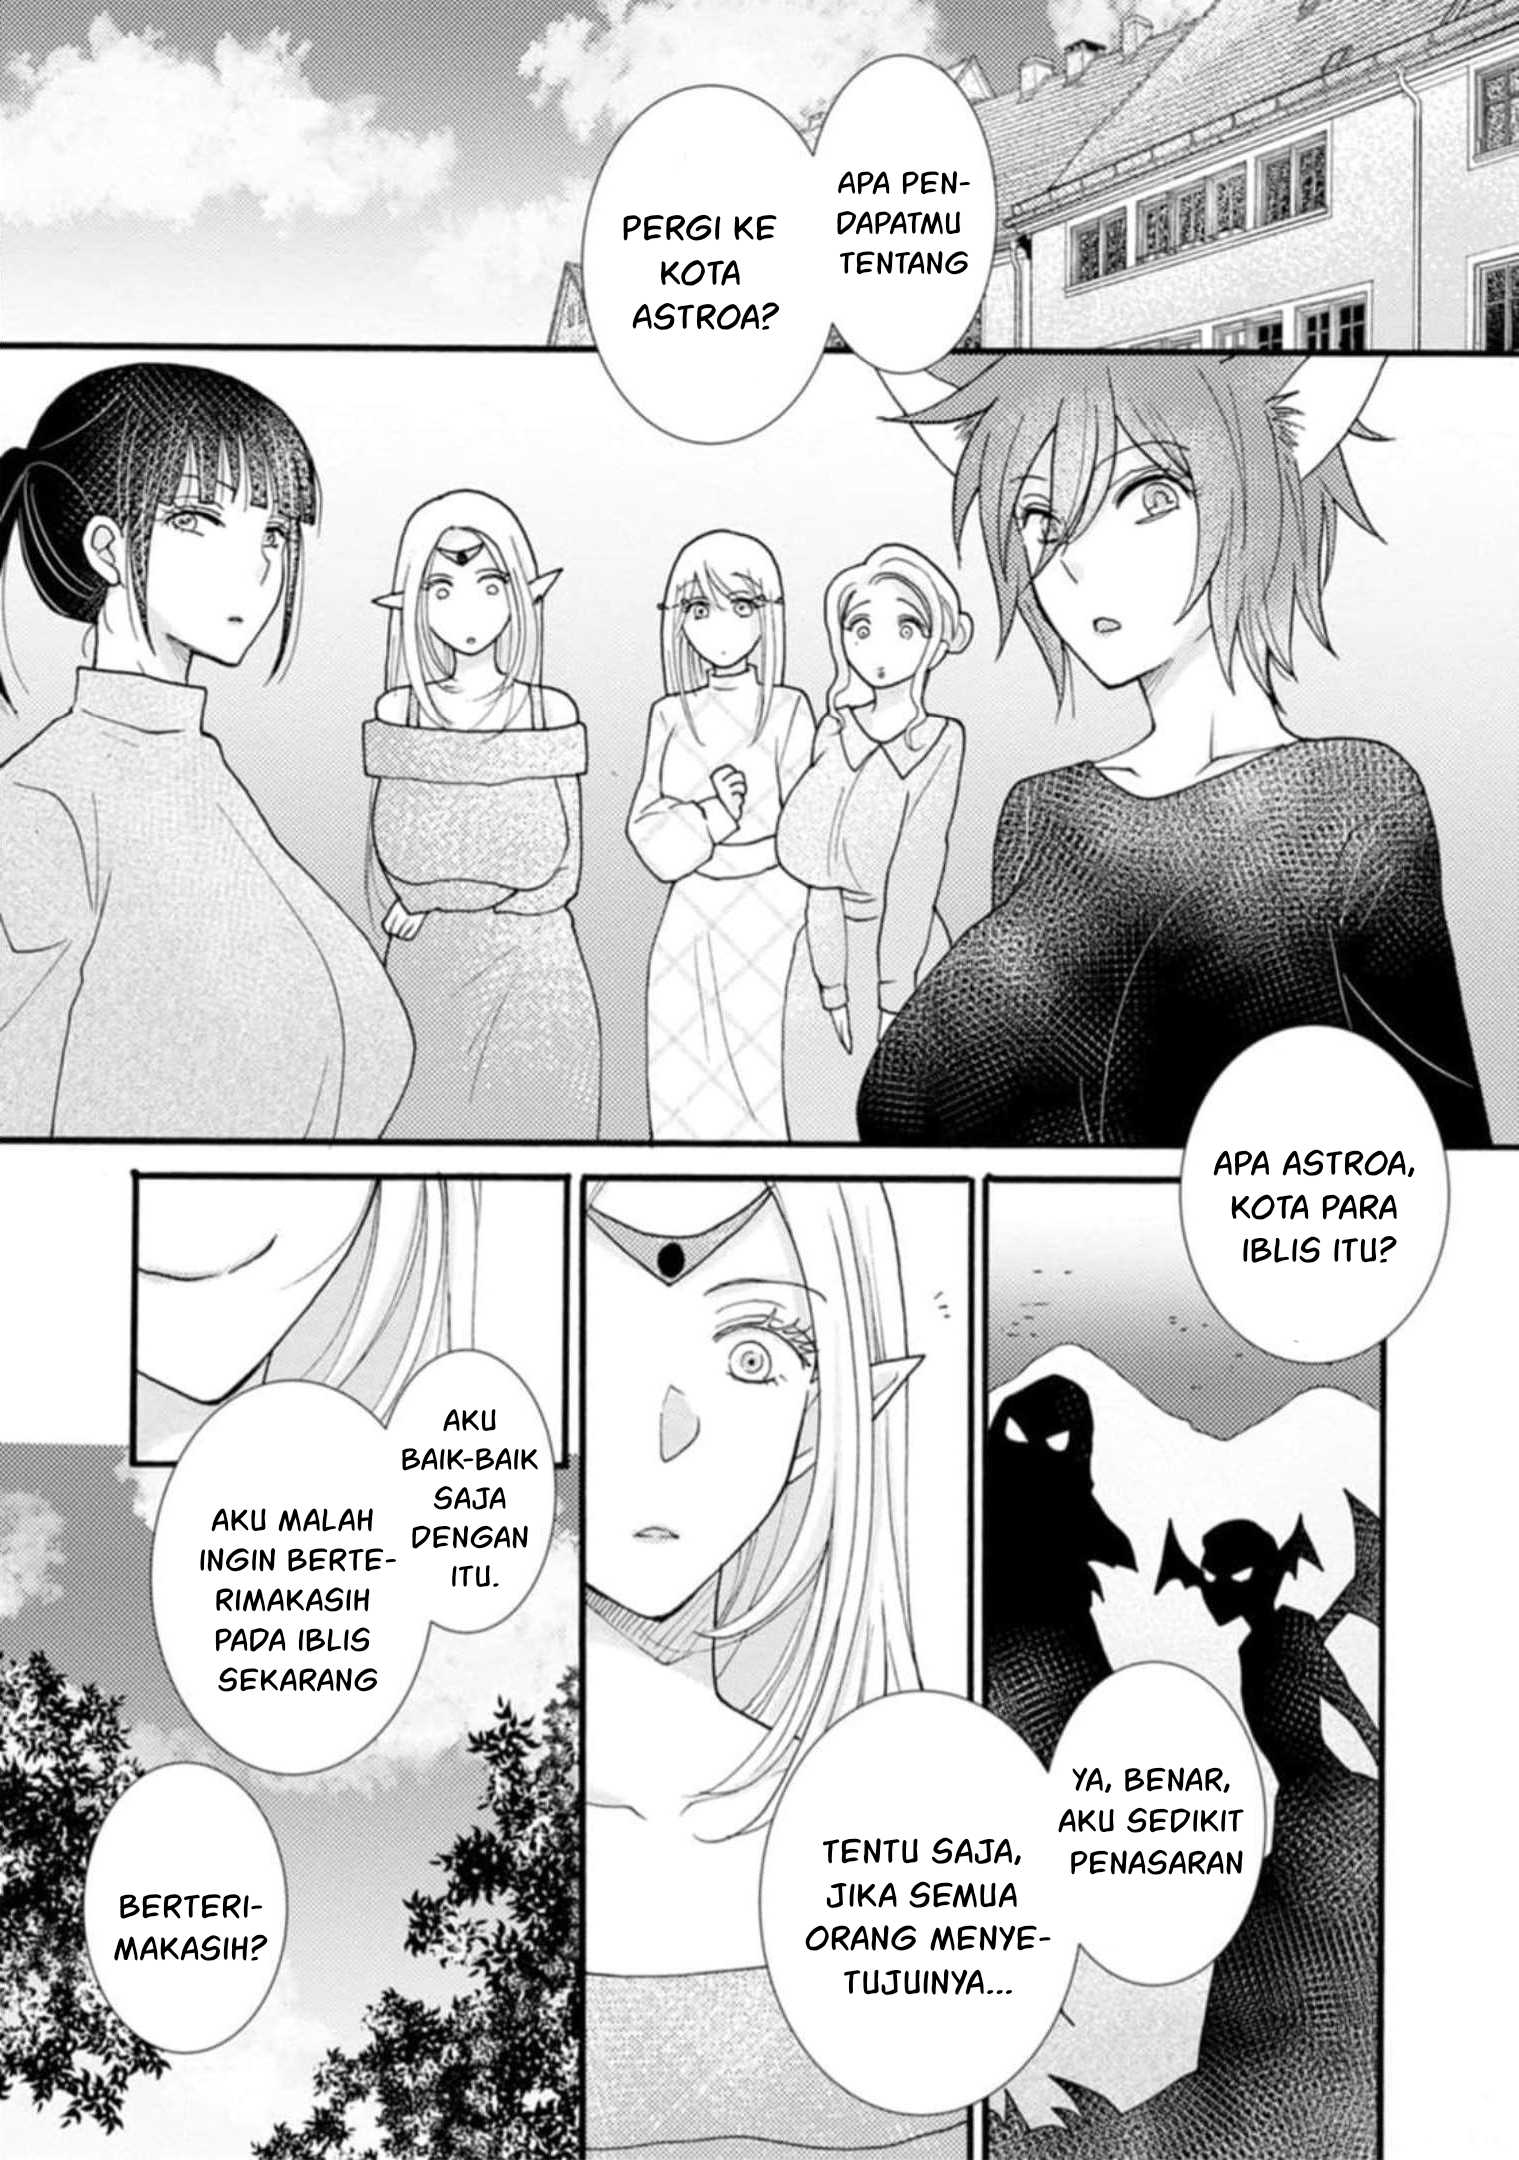 APA PEN-
DAPATMU
TENTANG
PERGI KE
KOTA
ASTROA?
APA ASTROA,
KOTA PARA
IBLIS ITU?
YA, BENAR,
AKU SEDIKIT
PENASARAN
TENTU SAJA,
JIKA SEMUA
ORANG MENYE-
TUJUINYA...
AKU
BAIK-BAIK
SAJA
DENGAN
ITU.
AKU MALAH
INGIN BERTE-
RIMAKASIH
PADA IBLIS
SEKARANG
BERTERI-
MAKASIH?